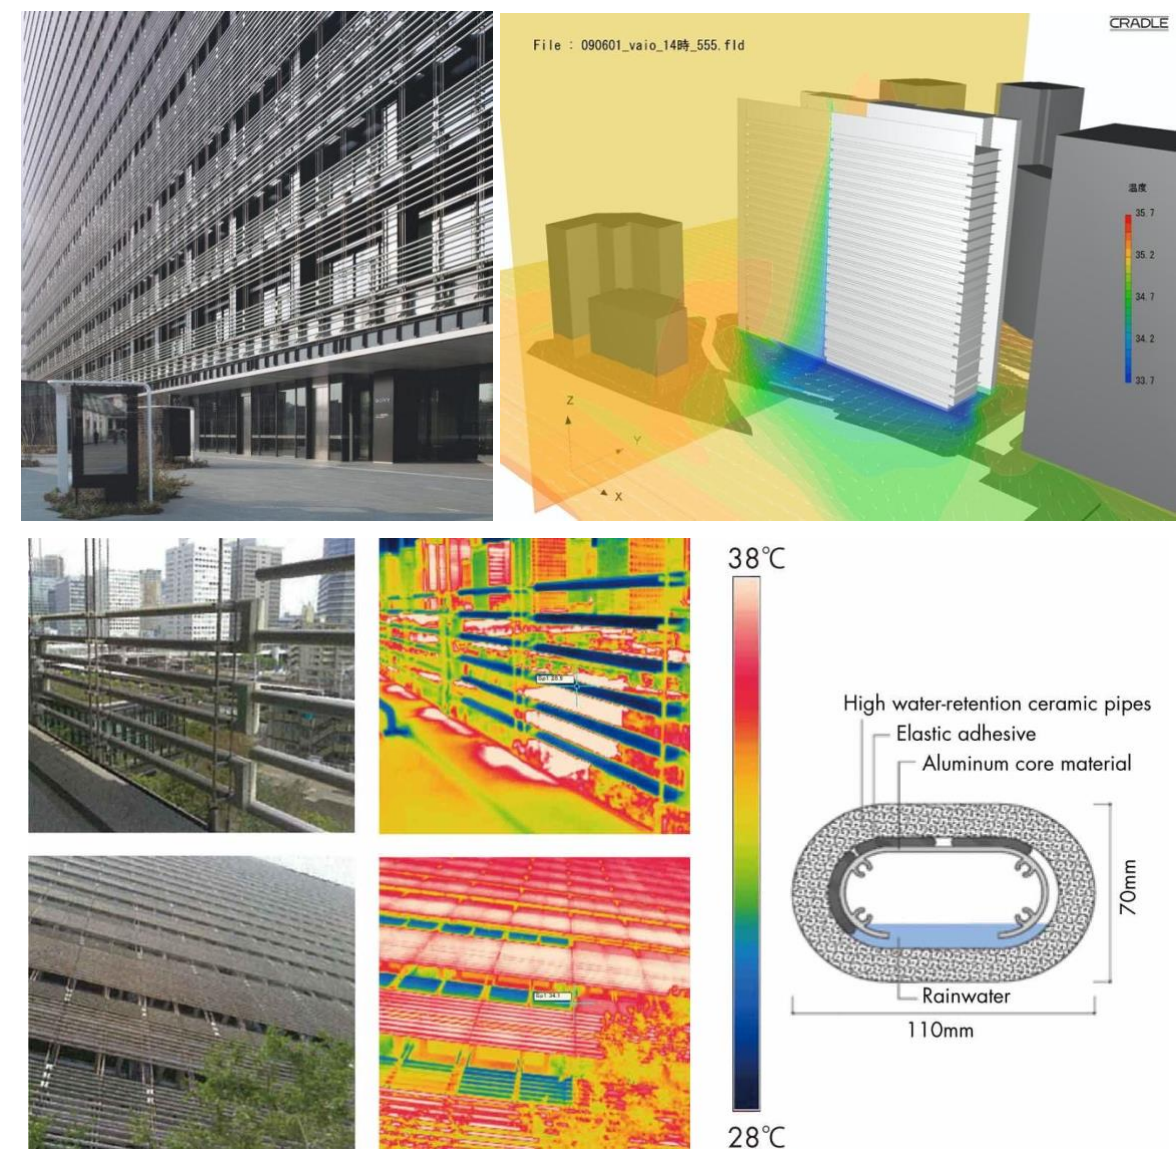 CRADLE
File : 090601_vaio_14時_555.fld
温度
35.7
35.2
34.7
34.2
33.7
Z
Y
X
38℃
28℃
High water-retention ceramic pipes
Elastic adhesive
Aluminum core material
70mm
Rainwater
110mm